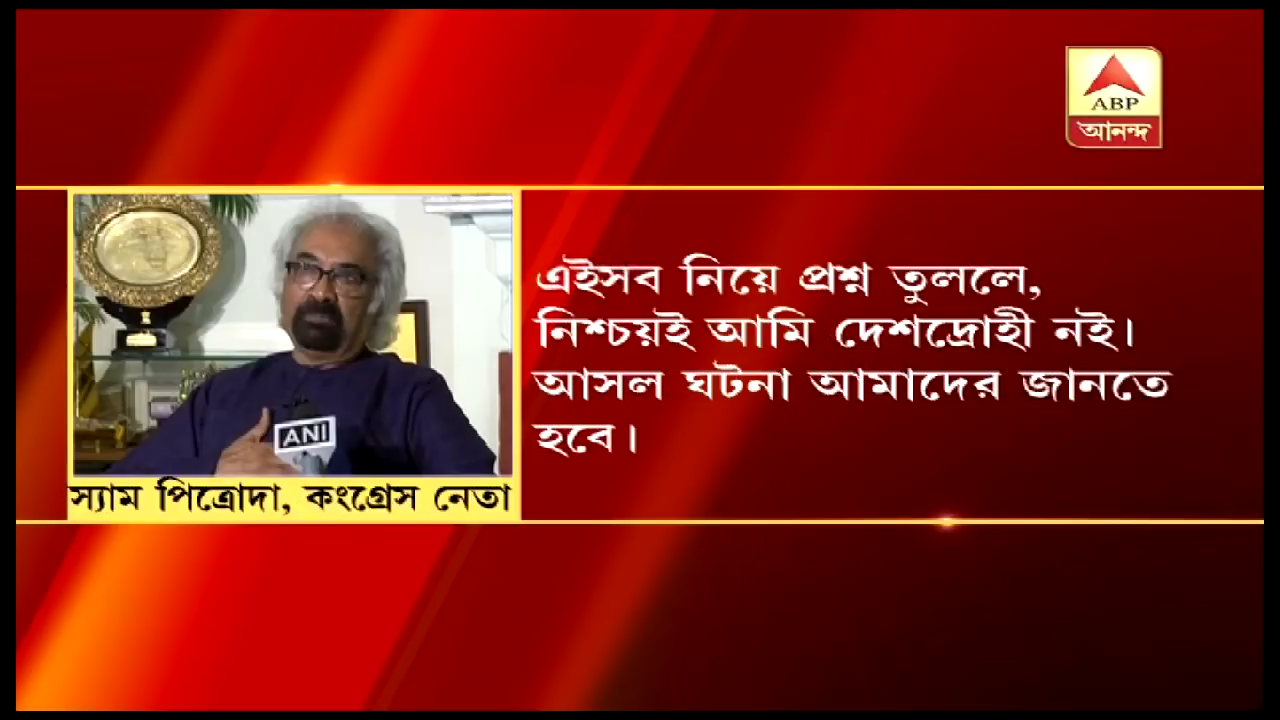 ABP
আনন্দ
এইসব নিয়ে প্রশ্ন তুললে,
নিশ্চয়ই আমি দেশদ্রোহী নই।
আসল ঘটনা আমাদের জানতে
হবে।
ANI
স্যাম পিত্রোদা, কংগ্রেস নেতা